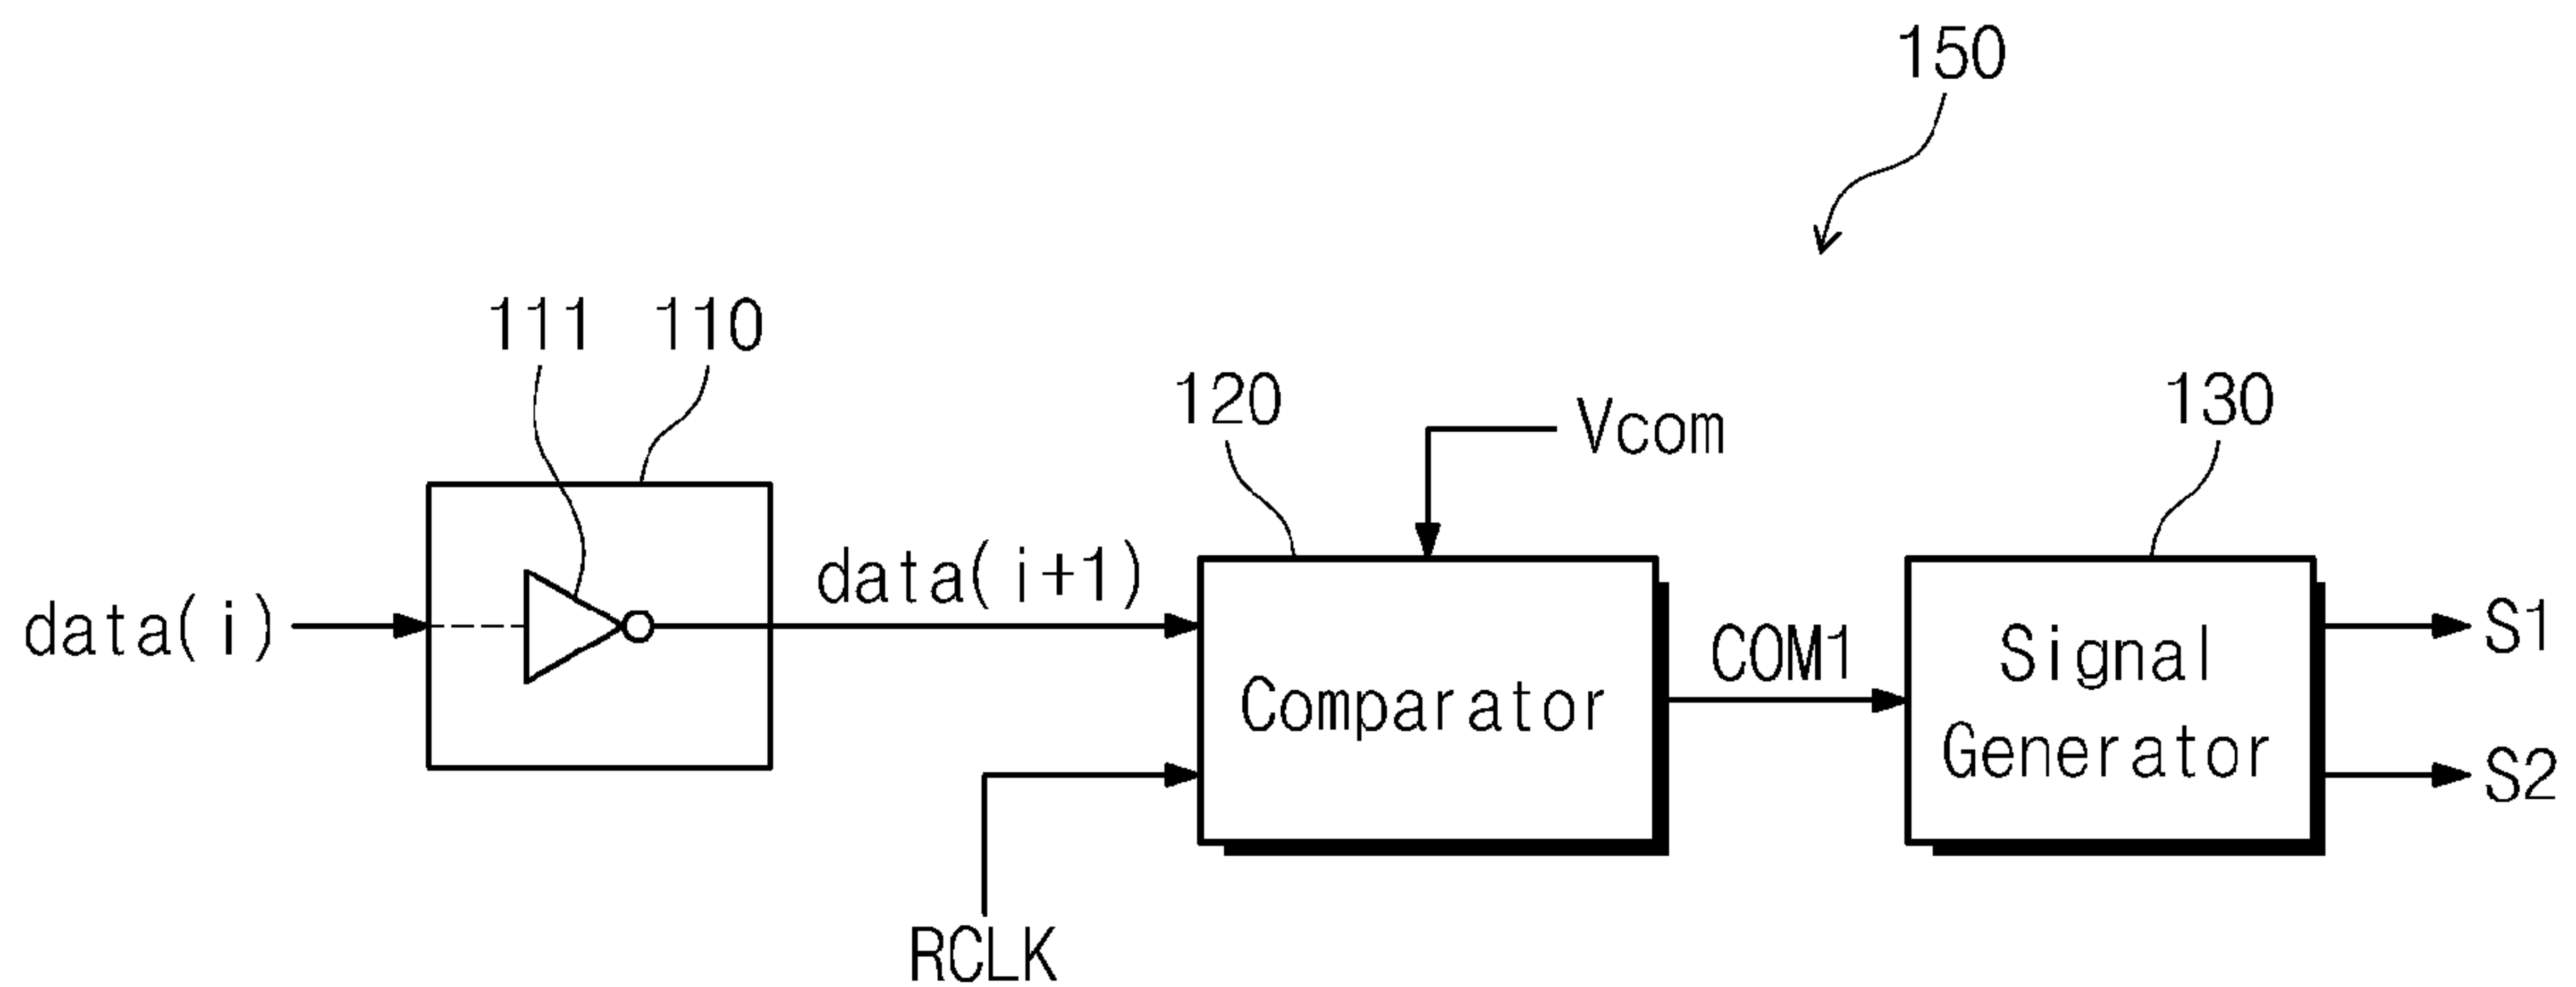 150
111
110
120
Vcom
130
data(i)
data(i+1)
Comparator
COM1
Signal
Generator
S1
S2
RCLK